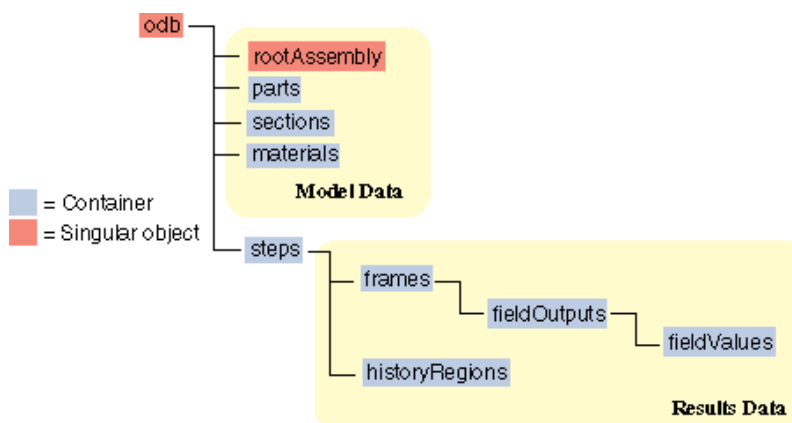 odb
rootAssembly
parts
sections
materials
Model Data
= Container
= Singular object
steps
frames
fieldOutputs
fieldValues
historyRegions
Results Data